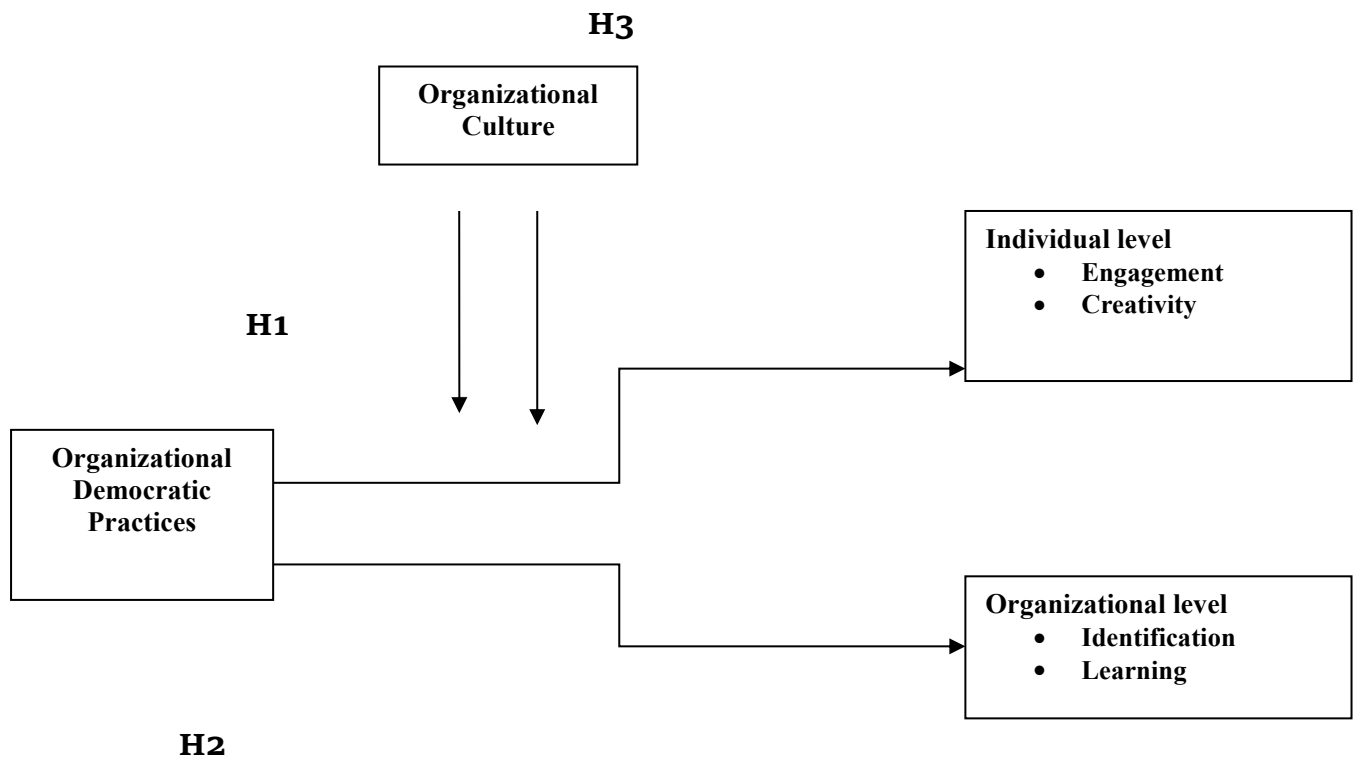 H3
Organizational
Culture
Individual level
• Engagement
• Creativity
H1
Organizational
Democratic
Practices
Organizational level
• Identification
• Learning
H2